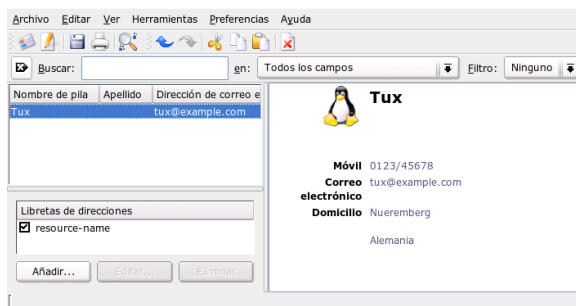 Archivo Editar Ver Herramientas Preferencias Ayuda
Buscar: en: Todos los campos Filtro: Ninguno
Nombre de pila Apellido Dirección de correo e
Tux tux@example.com
Tux
Móvil 0123/45678
Correo electrónico tux@example.com
Domicilio Nueremberg
Alemania
Libretas de direcciones
resource-name
Añadir... Editar... Eliminar